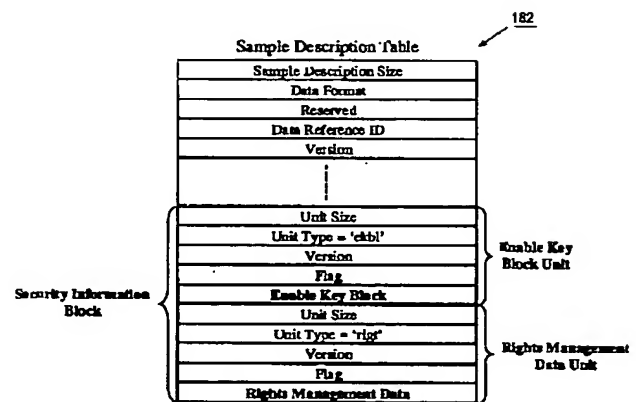 182
Sample Description Table
Sample Description Size
Data Format
Reserved
Data Reference ID
Version
Unit Size
Unit Type = 'ekbl'
Version
Flag
Enable Key Block
Enable Key
Block Unit
Security Information
Block
Unit Size
Unit Type =
Version
Flag
Rights Management Data
Rights Management
Data Unit